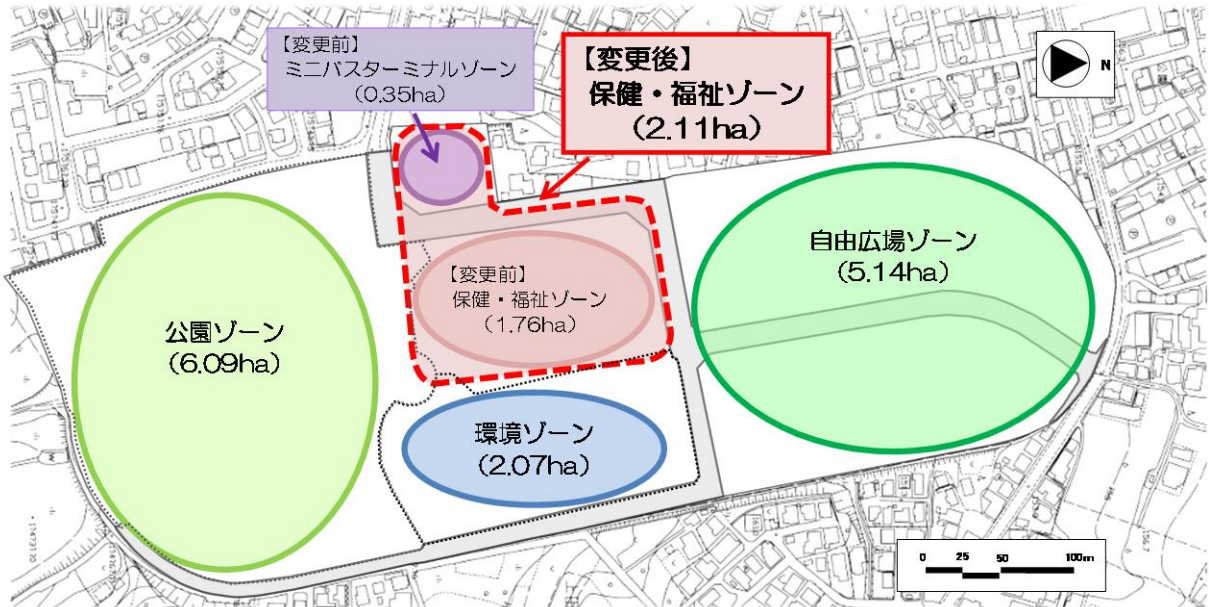 【変更前】
ミニバスターミナルゾーン
(0.35ha)
【変更後】
保健・福祉ゾーン
(2.11ha)
N
自由広場ゾーン
(5.14ha)
【変更前】
保健・福祉ゾーン
(1.76ha)
公園ゾーン
(6.09ha)
環境ゾーン
(2.07ha)
0 25 50 100m